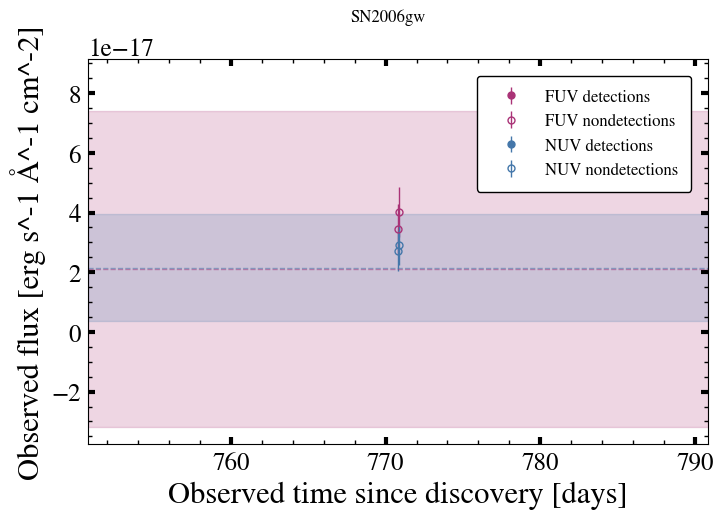 SN2006gw
1e−17
Observed flux [erg s^-1 Å^-1 cm^-2]
8
6
4
2
0
−2
FUV detections
FUV nondetections
NUV detections
NUV nondetections
760 770 780 790
Observed time since discovery [days]